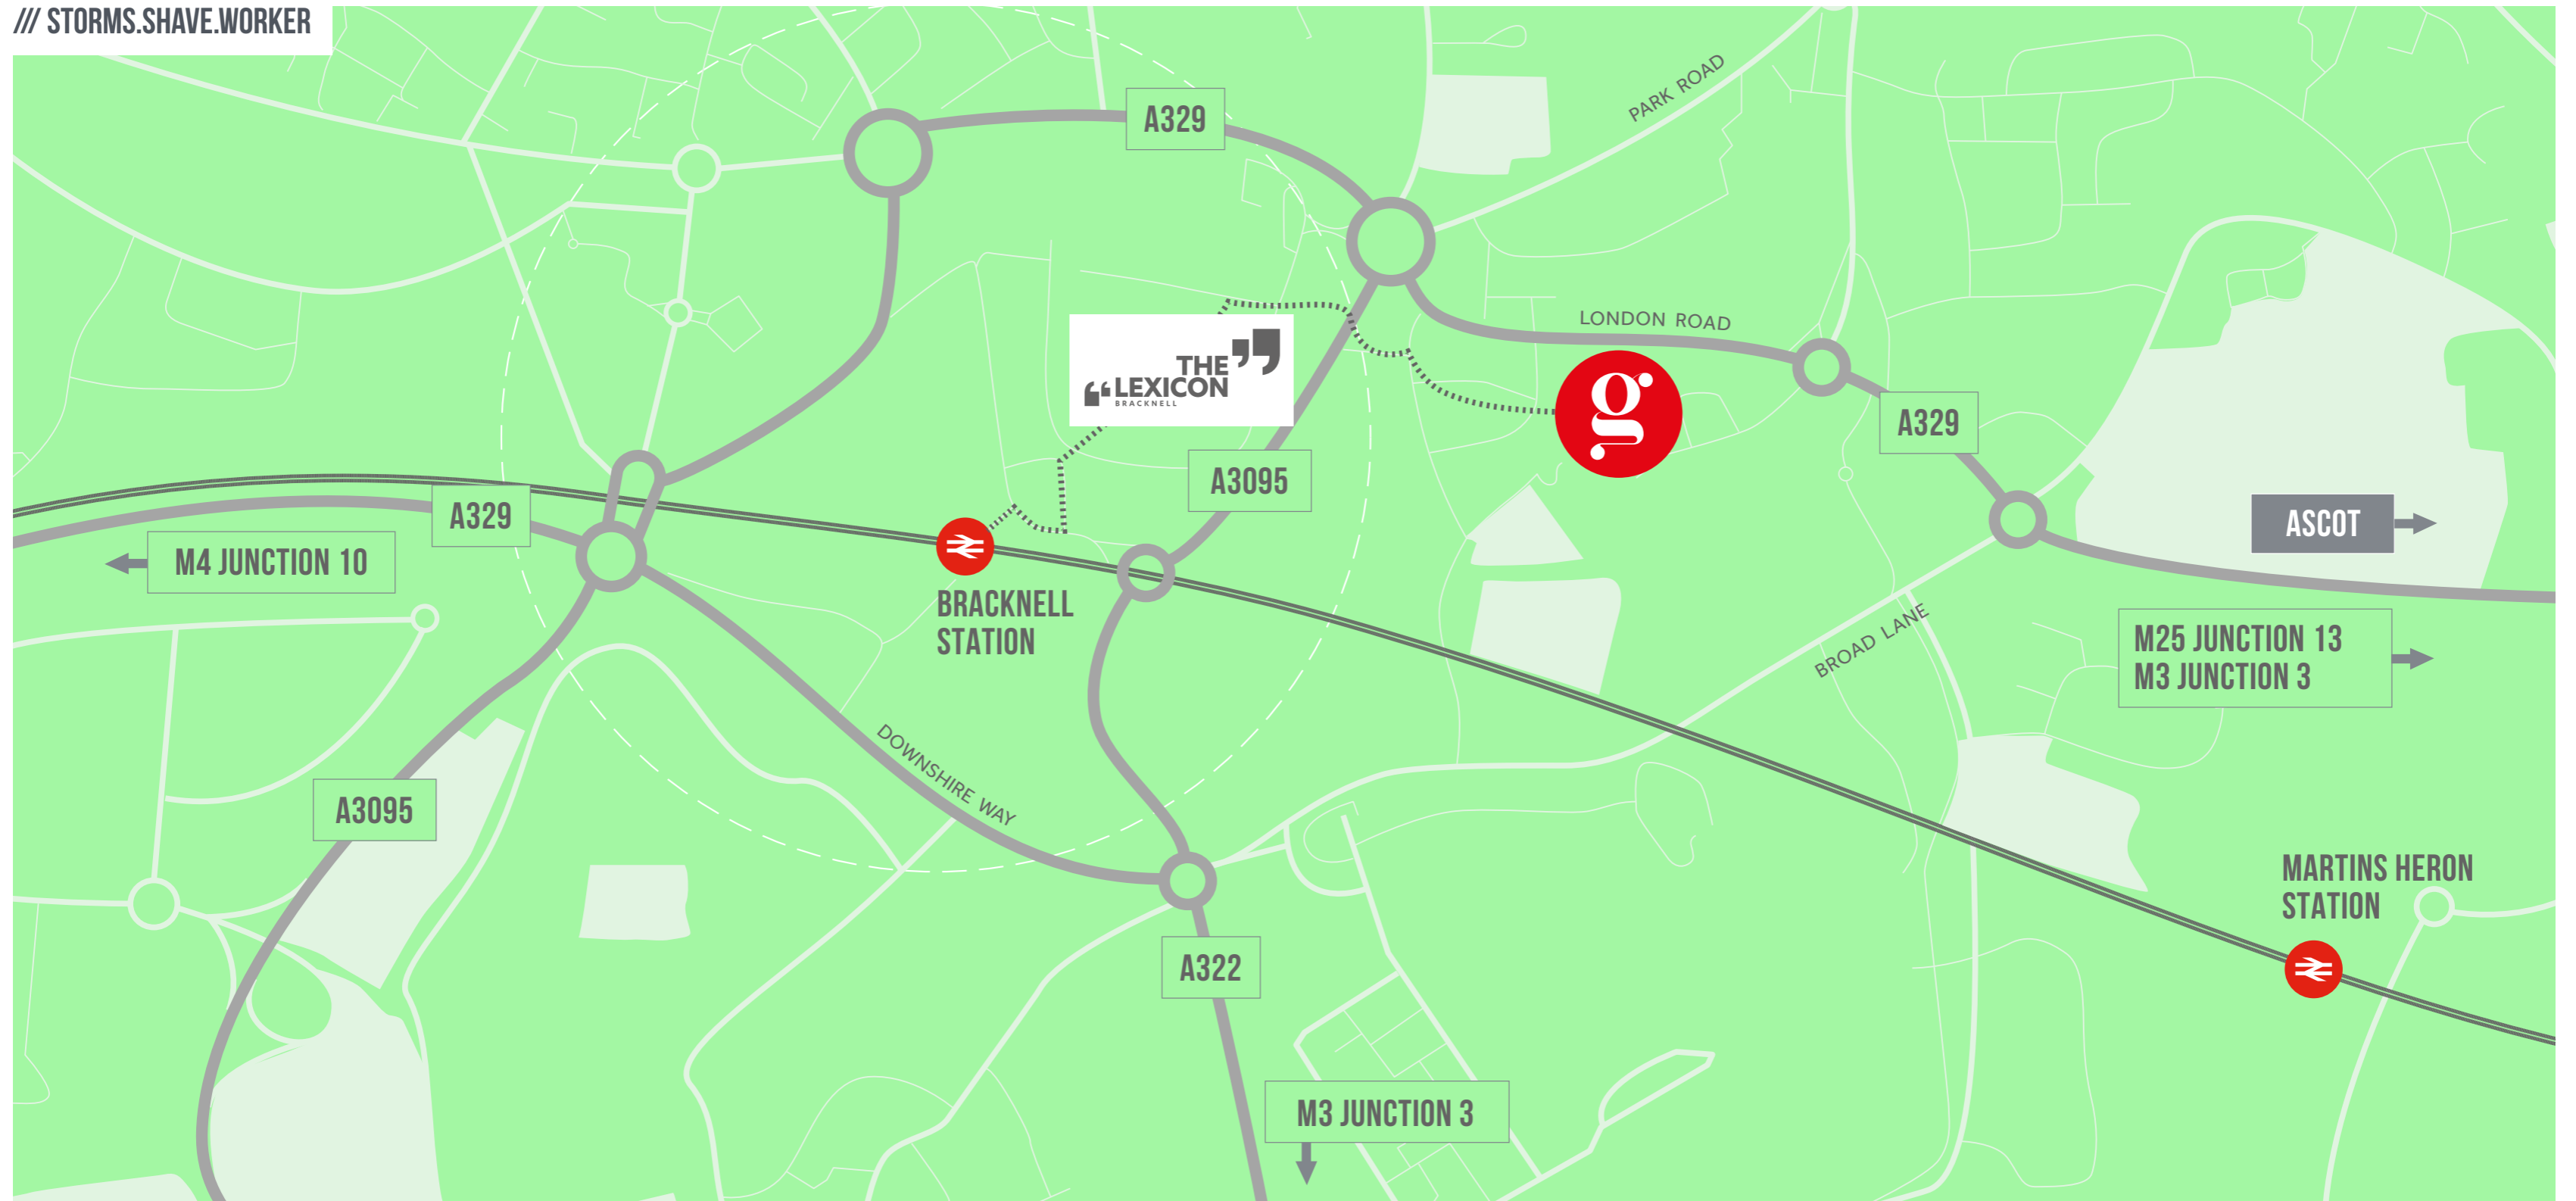 /// STORMS.SHAVE.WORKER
PARK ROAD
A329
LONDON ROAD
THE
LEXICON
BRACKNELL
g
A329
A3095
A329
ASCOT
M4 JUNCTION 10
BRACKNELL
STATION
BROAD LANE
M25 JUNCTION 13
M3 JUNCTION 3
DOWNSHIRE WAY
A3095
MARTINS HERON
STATION
A322
M3 JUNCTION 3